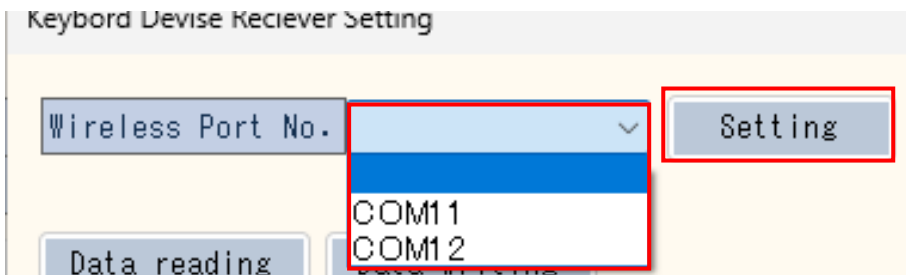 Keybord Devise Reciever Setting
Wireless Port No.
Setting
COM11
COM12
Data reading